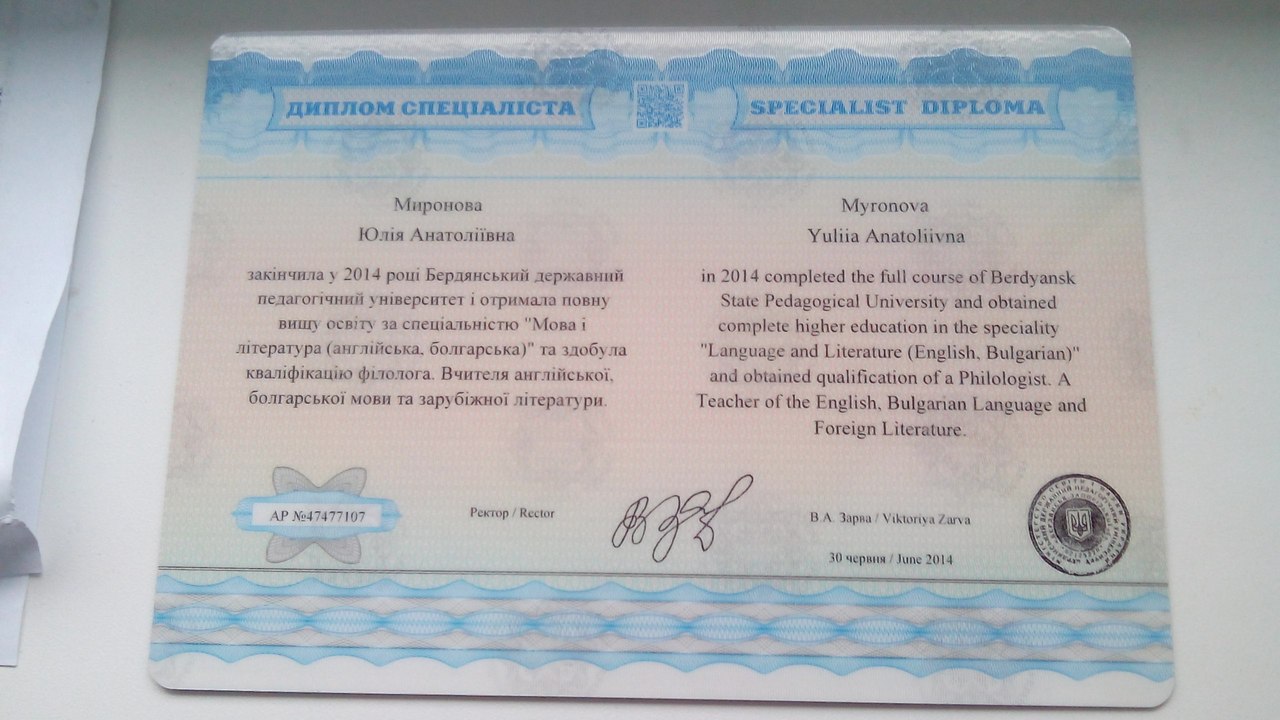 ДИПЛОМ СПЕЦІАЛІСТА
Миронова
Юлія Анатоліївна
закінчила у 2014 році Бердянський державний
педагогічний університет і отримала повну
вищу освіту за спеціальністю "Мова і
література (англійська, болгарська)" та здобула
кваліфікацію філолога. Вчителя англійської,
болгарської мови та зарубіжної літератури.
SPECIALIST DIPLOMA
Myronova
Yuliia Anatoliivna
in 2014 completed the full course of Berdyansk
State Pedagogical University and obtained
complete higher education in the speciality
"Language and Literature (English, Bulgarian)"
and obtained qualification of a Philologist. A
Teacher of the English, Bulgarian Language and
Foreign Literature.
АР №47477107
Ректор / Rector
В.А. Зарва / Viktoriya Zarva
30 червня / June 2014